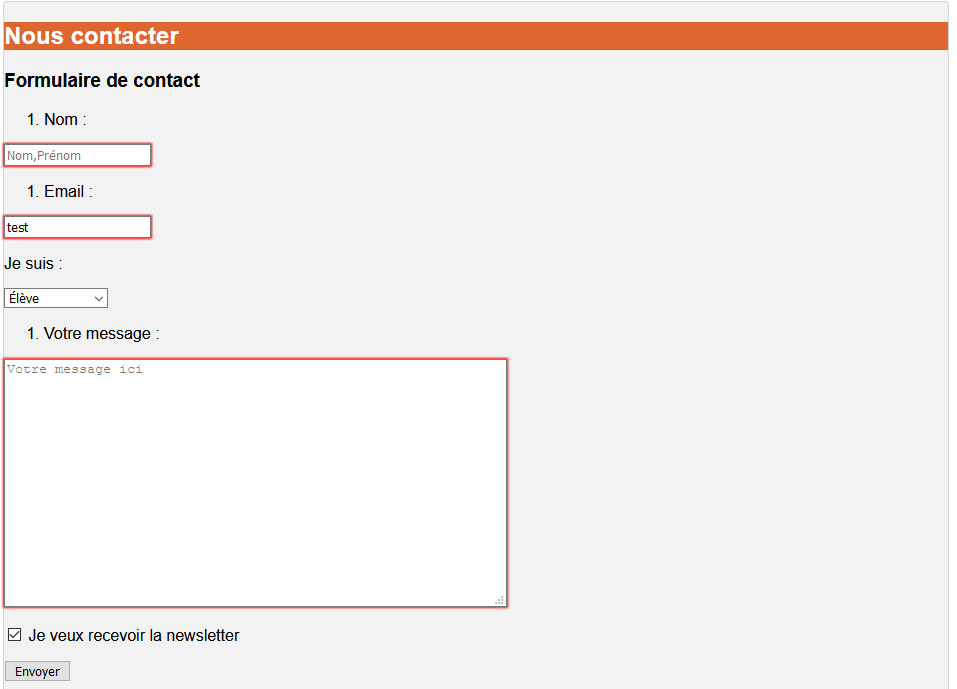 Nous contacter
Formulaire de contact
1. Nom :
Nom,Prénom
1. Email :
test
Je suis :
Élève
1. Votre message :
Votre message ici
Je veux recevoir la newsletter
Envoyer